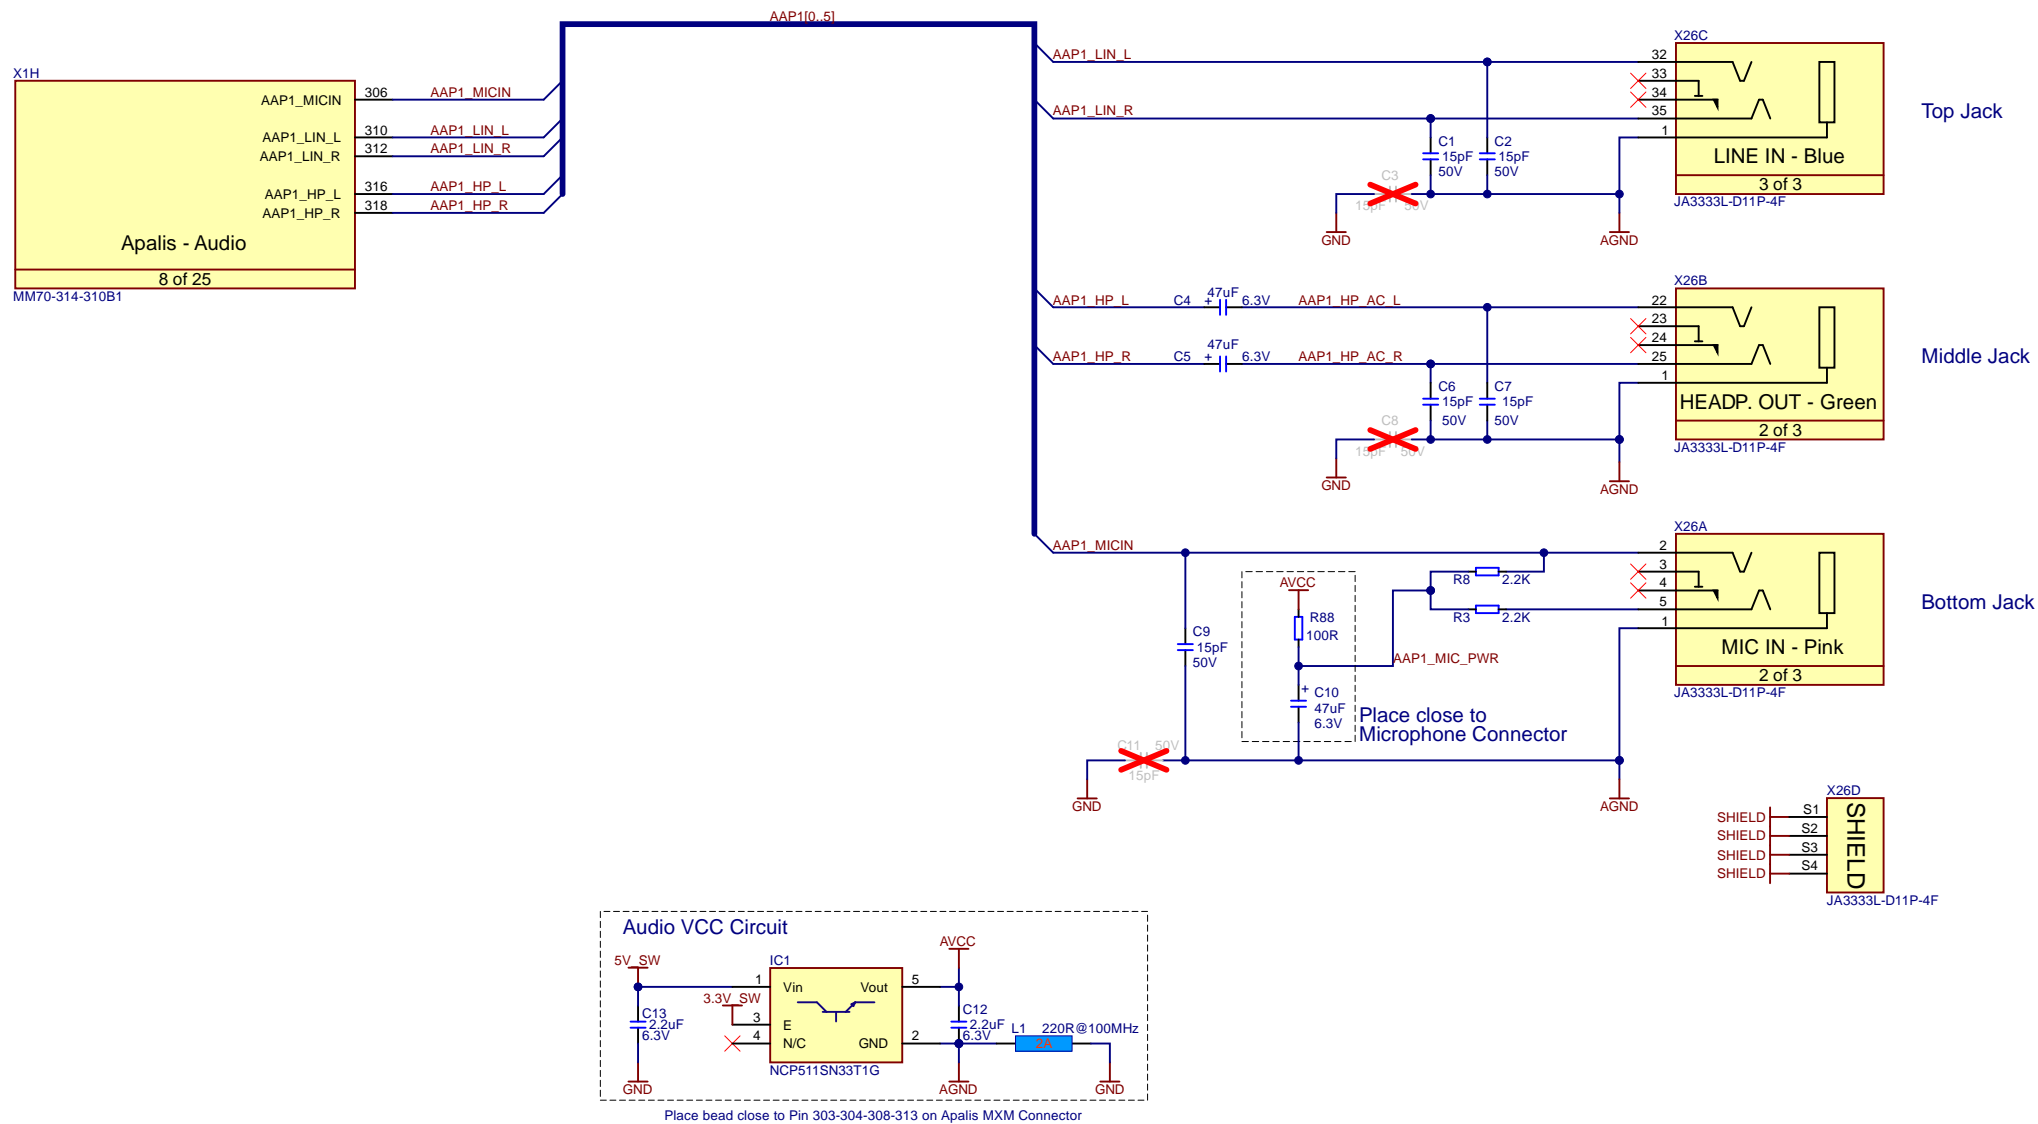 AAP1[0..5]
X1H
AAP1_MICIN 306 AAP1_MICIN
AAP1_LIN_L 310 AAP1_LIN_L
AAP1_LIN_R 312 AAP1_LIN_R
AAP1_HP_L 316 AAP1_HP_L
AAP1_HP_R 318 AAP1_HP_R
Apalis - Audio
8 of 25
MM70-314-310B1
AAP1_LIN_L
AAP1_LIN_R
C1
15pF
50V
C2
15pF
50V
C3
15pF 50V
GND
AGND
X26C
32
33
34
35
1
LINE IN - Blue
3 of 3
JA3333L-D11P-4F
Top Jack
AAP1_HP_L C4 + 47uF 6.3V AAP1_HP_AC_L
AAP1_HP_R C5 + 47uF 6.3V AAP1_HP_AC_R
C6
15pF
50V
C7
15pF
50V
C8
15pF 50V
GND
AGND
X26B
22
23
24
25
1
HEADP. OUT - Green
2 of 3
JA3333L-D11P-4F
Middle Jack
AAP1_MICIN
C9
15pF
50V
AVCC
R88
100R
+ C10
47uF
6.3V
AAP1_MIC_PWR
R8 2.2K
R3 2.2K
Place close to
Microphone Connector
C11 50V
15pF
GND
AGND
X26A
2
3
4
5
1
MIC IN - Pink
2 of 3
JA3333L-D11P-4F
Bottom Jack
X26D
SHIELD S1
SHIELD S2
SHIELD S3
SHIELD S4
SHIELD
JA3333L-D11P-4F
Audio VCC Circuit
5V_SW
C13
2.2uF
6.3V
GND
3.3V_SW
IC1
1 Vin Vout 5
3 E
4 N/C GND 2
NCP511SN33T1G
AVCC
C12
2.2uF
6.3V
AGND
L1 220R@100MHz
2A
GND
Place bead close to Pin 303-304-308-313 on Apalis MXM Connector